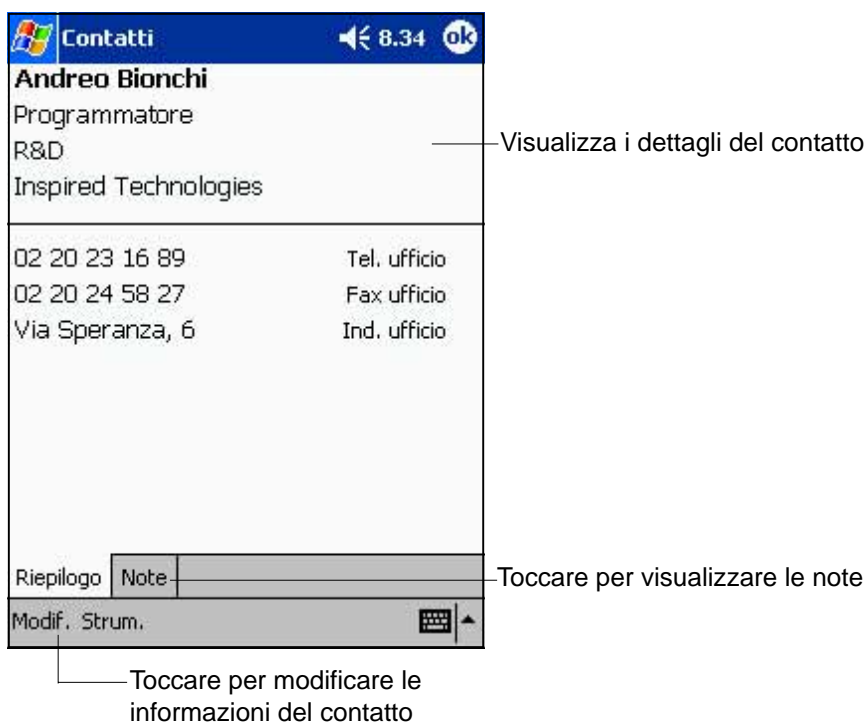 Contatti 8.34 ok
Andreo Bionchi
Programmatore
R&D
Inspired Technologies
Visualizza i dettagli del contatto
02 20 23 16 89 Tel. ufficio
02 20 24 58 27 Fax ufficio
Via Speranza, 6 Ind. ufficio
Riepilogo Note
Toccare per visualizzare le note
Modif. Strum.
Toccare per modificare le
informazioni del contatto